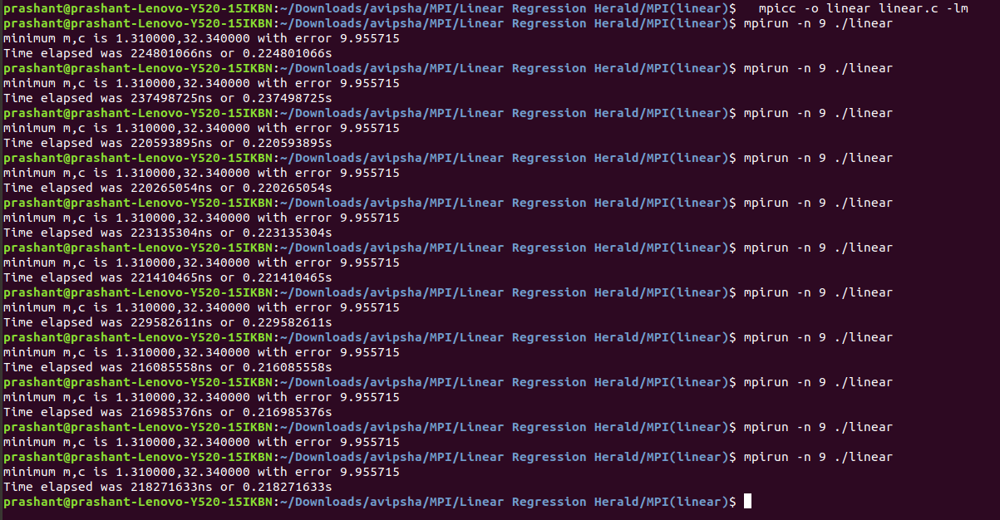 prashant@prashant-Lenovo-Y520-15IKBN:~/Downloads/avipsha/MPI/Linear Regression Herald/MPI(linear)$   mpicc -o linear linear.c -lm
prashant@prashant-Lenovo-Y520-15IKBN:~/Downloads/avipsha/MPI/Linear Regression Herald/MPI(linear)$ mpirun -n 9 ./linear
minimum m,c is 1.310000,32.340000 with error 9.955715
Time elapsed was 224801066ns or 0.224801066s
prashant@prashant-Lenovo-Y520-15IKBN:~/Downloads/avipsha/MPI/Linear Regression Herald/MPI(linear)$ mpirun -n 9 ./linear
minimum m,c is 1.310000,32.340000 with error 9.955715
Time elapsed was 237498725ns or 0.237498725s
prashant@prashant-Lenovo-Y520-15IKBN:~/Downloads/avipsha/MPI/Linear Regression Herald/MPI(linear)$ mpirun -n 9 ./linear
minimum m,c is 1.310000,32.340000 with error 9.955715
Time elapsed was 220593895ns or 0.220593895s
prashant@prashant-Lenovo-Y520-15IKBN:~/Downloads/avipsha/MPI/Linear Regression Herald/MPI(linear)$ mpirun -n 9 ./linear
minimum m,c is 1.310000,32.340000 with error 9.955715
Time elapsed was 220265054ns or 0.220265054s
prashant@prashant-Lenovo-Y520-15IKBN:~/Downloads/avipsha/MPI/Linear Regression Herald/MPI(linear)$ mpirun -n 9 ./linear
minimum m,c is 1.310000,32.340000 with error 9.955715
Time elapsed was 223135304ns or 0.223135304s
prashant@prashant-Lenovo-Y520-15IKBN:~/Downloads/avipsha/MPI/Linear Regression Herald/MPI(linear)$ mpirun -n 9 ./linear
minimum m,c is 1.310000,32.340000 with error 9.955715
Time elapsed was 221410465ns or 0.221410465s
prashant@prashant-Lenovo-Y520-15IKBN:~/Downloads/avipsha/MPI/Linear Regression Herald/MPI(linear)$ mpirun -n 9 ./linear
minimum m,c is 1.310000,32.340000 with error 9.955715
Time elapsed was 229582611ns or 0.229582611s
prashant@prashant-Lenovo-Y520-15IKBN:~/Downloads/avipsha/MPI/Linear Regression Herald/MPI(linear)$ mpirun -n 9 ./linear
minimum m,c is 1.310000,32.340000 with error 9.955715
Time elapsed was 216085558ns or 0.216085558s
prashant@prashant-Lenovo-Y520-15IKBN:~/Downloads/avipsha/MPI/Linear Regression Herald/MPI(linear)$ mpirun -n 9 ./linear
minimum m,c is 1.310000,32.340000 with error 9.955715
Time elapsed was 216985376ns or 0.216985376s
prashant@prashant-Lenovo-Y520-15IKBN:~/Downloads/avipsha/MPI/Linear Regression Herald/MPI(linear)$ mpirun -n 9 ./linear
minimum m,c is 1.310000,32.340000 with error 9.955715
prashant@prashant-Lenovo-Y520-15IKBN:~/Downloads/avipsha/MPI/Linear Regression Herald/MPI(linear)$ mpirun -n 9 ./linear
minimum m,c is 1.310000,32.340000 with error 9.955715
Time elapsed was 218271633ns or 0.218271633s
prashant@prashant-Lenovo-Y520-15IKBN:~/Downloads/avipsha/MPI/Linear Regression Herald/MPI(linear)$